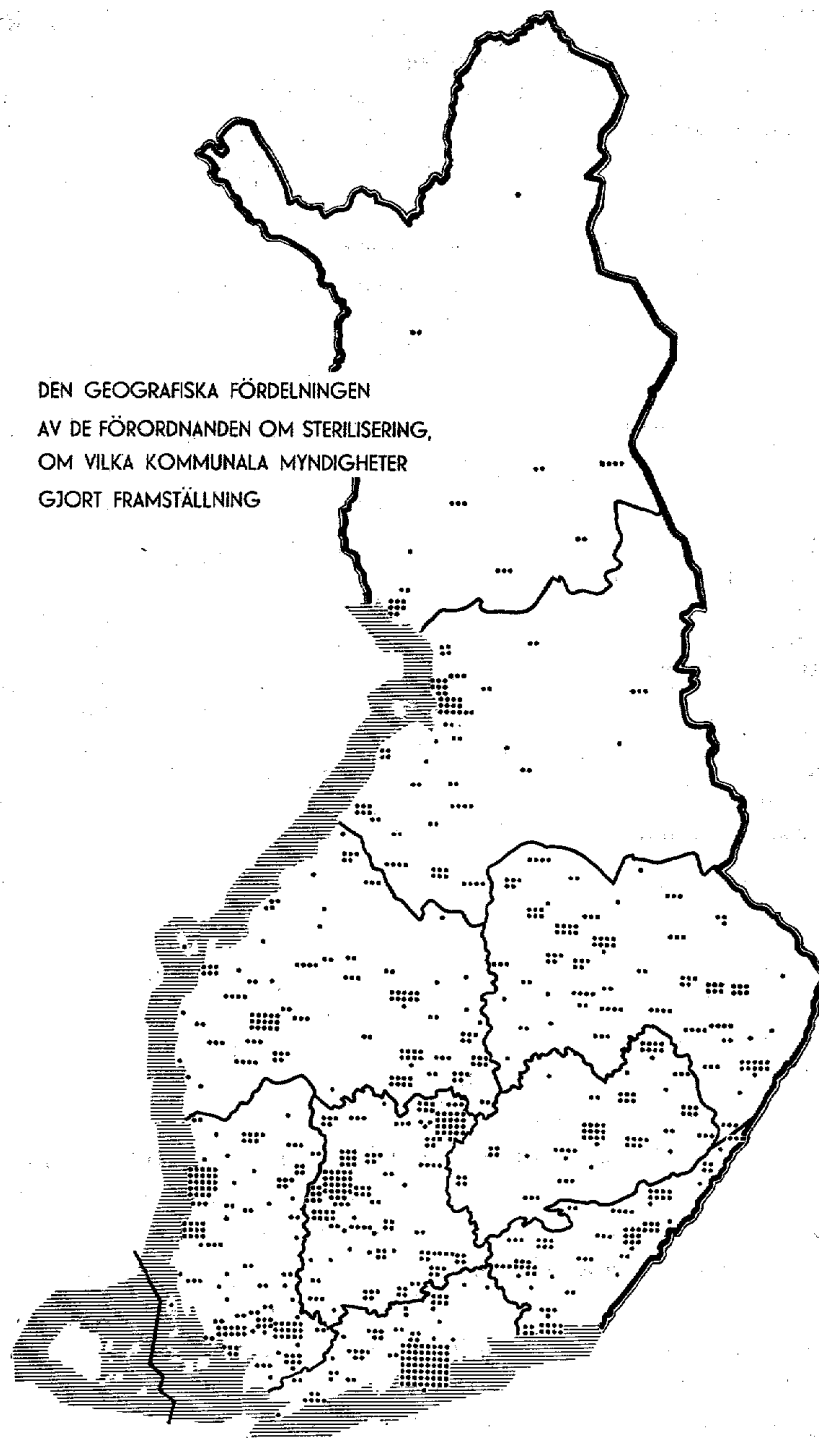 DEN GEOGRAFISKA FÖRDELNINGEN
AV DE FÖRORDNANDEN OM STERILISERING,
OM VILKA KOMMUNALA MYNDIGHETER
GJORT FRAMSTÄLLNING